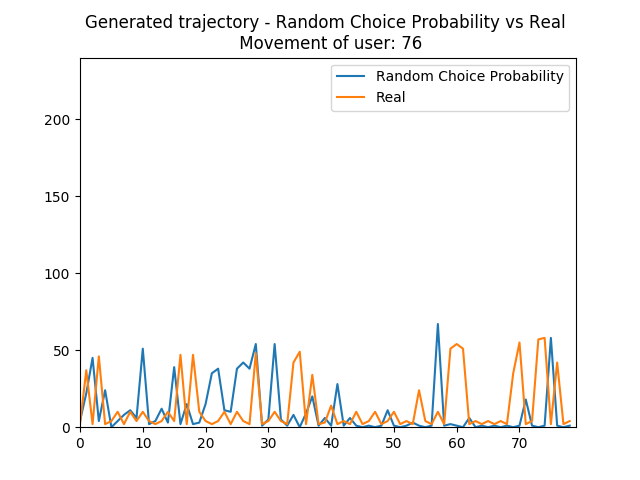 Generated trajectory - Random Choice Probability vs Real
Movement of user: 76
Random Choice Probability
Real
200
150
100
50
0
0 10 20 30 40 50 60 70